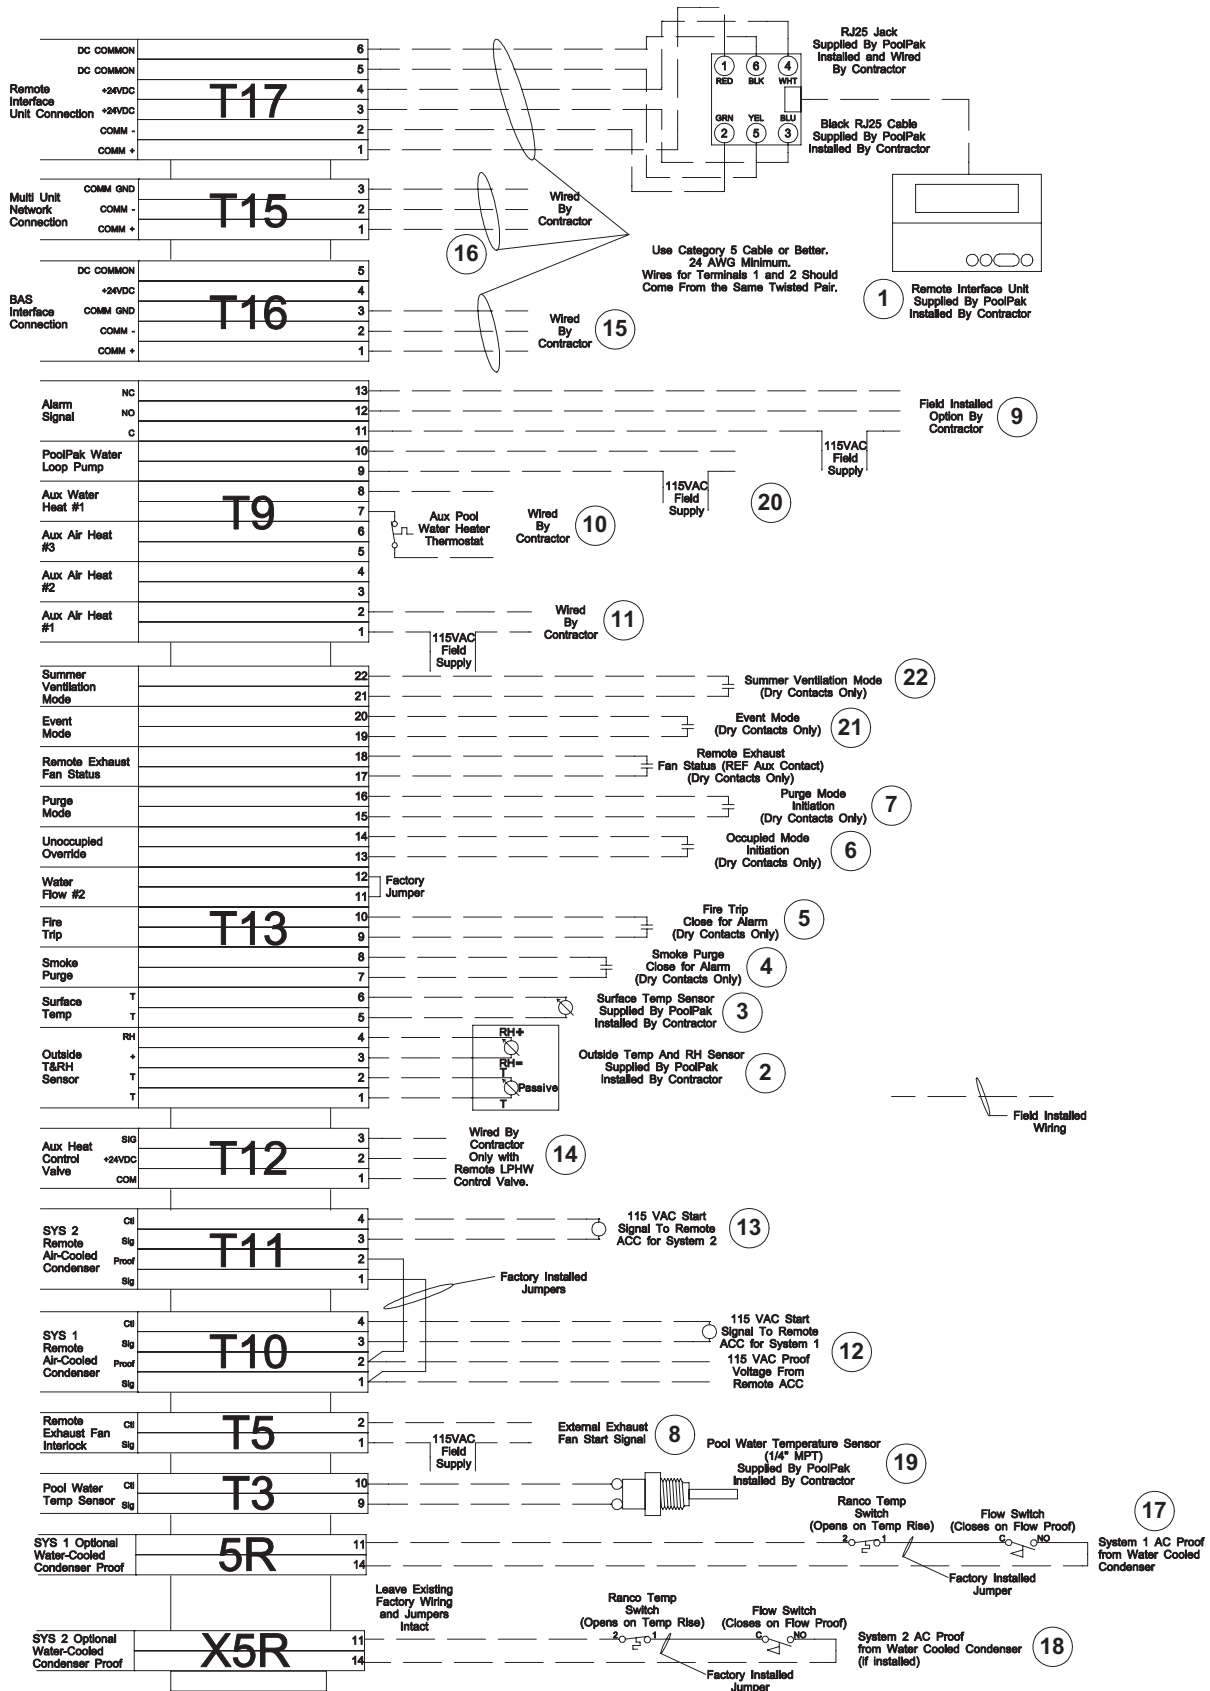 DC COMMON
6
DC COMMON
5
Remote
Interface
Unit Connection
+24VDC
4
+24VDC
3
COMM -
2
COMM +
1
T17
1
6
4
RED
BLK
WHT
GRN
YEL
BLU
2
5
3
RJ25 Jack
Supplied By PoolPak
Installed and Wired
By Contractor
Black RJ25 Cable
Supplied By PoolPak
Installed By Contractor
Multi Unit
Network
Connection
COMM GND
3
COMM -
2
COMM +
1
T15
Wired
By
Contractor
16
Use Category 5 Cable or Better.
24 AWG Minimum.
Wires for Terminals 1 and 2 Should
Come From the Same Twisted Pair.
1
Remote Interface Unit
Supplied By PoolPak
Installed By Contractor
BAS
Interface
Connection
DC COMMON
5
+24VDC
4
COMM GND
3
COMM -
2
COMM +
1
T16
Wired
By
Contractor
15
Alarm
Signal
NC
13
NO
12
C
11
Field Installed
Option By
Contractor
9
115VAC
Field
Supply
PoolPak Water
Loop Pump
10
9
115VAC
Field
Supply
20
T9
Aux Water
Heat #1
8
7
Aux Pool
Water Heater
Thermostat
Wired
By
Contractor
10
Aux Air Heat
#3
6
5
Aux Air Heat
#2
4
3
Aux Air Heat
#1
2
1
115VAC
Field
Supply
Wired
By
Contractor
11
Summer
Ventilation
Mode
22
21
Summer Ventilation Mode
(Dry Contacts Only)
22
Event
Mode
20
19
Event Mode
(Dry Contacts Only)
21
Remote Exhaust
Fan Status
18
17
Remote Exhaust
Fan Status (REF Aux Contact)
(Dry Contacts Only)
Purge
Mode
16
15
Purge Mode
Initiation
(Dry Contacts Only)
7
Unoccupied
Override
14
13
Occupied Mode
Initiation
(Dry Contacts Only)
6
Water
Flow #2
12
11
Factory
Jumper
T13
Fire
Trip
10
9
Fire Trip
Close for Alarm
(Dry Contacts Only)
5
Smoke
Purge
8
7
Smoke Purge
Close for Alarm
(Dry Contacts Only)
4
Surface
Temp
T
6
T
5
Surface Temp Sensor
Supplied By PoolPak
Installed By Contractor
3
Outside
T&RH
Sensor
RH
4
+
3
T
2
T
1
RH+
RH-
T
Passive
T
Outside Temp And RH Sensor
Supplied By PoolPak
Installed By Contractor
2
Field Installed
Wiring
Aux Heat
Control
Valve
SIG
3
+24VDC
2
COM
1
T12
Wired By
Contractor
Only with
Remote LPHW
Control Valve.
14
SYS 2
Remote
Air-Cooled
Condenser
Ctl
4
Sig
3
Proof
2
Sig
1
T11
115 VAC Start
Signal To Remote
ACC for System 2
13
Factory Installed
Jumpers
SYS 1
Remote
Air-Cooled
Condenser
Ctl
4
Sig
3
Proof
2
Sig
1
T10
115 VAC Start
Signal To Remote
ACC for System 1
115 VAC Proof
Voltage From
Remote ACC
12
Remote
Exhaust Fan
Interlock
Ctl
2
Sig
1
T5
115VAC
Field
Supply
External Exhaust
Fan Start Signal
8
Pool Water
Temp Sensor
Ctl
10
Sig
9
T3
Pool Water Temperature Sensor
(1/4" MPT)
Supplied By PoolPak
Installed By Contractor
19
SYS 1 Optional
Water-Cooled
Condenser Proof
5R
11
14
Ranco Temp
Switch
(Opens on Temp Rise)
2
1
Flow Switch
(Closes on Flow Proof)
C
NO
Factory Installed
Jumper
17
System 1 AC Proof
from Water Cooled
Condenser
Leave Existing
Factory Wiring
and Jumpers
Intact
SYS 2 Optional
Water-Cooled
Condenser Proof
X5R
11
14
Ranco Temp
Switch
(Opens on Temp Rise)
2
1
Flow Switch
(Closes on Flow Proof)
C
NO
Factory Installed
Jumper
System 2 AC Proof
from Water Cooled Condenser
(if installed)
18